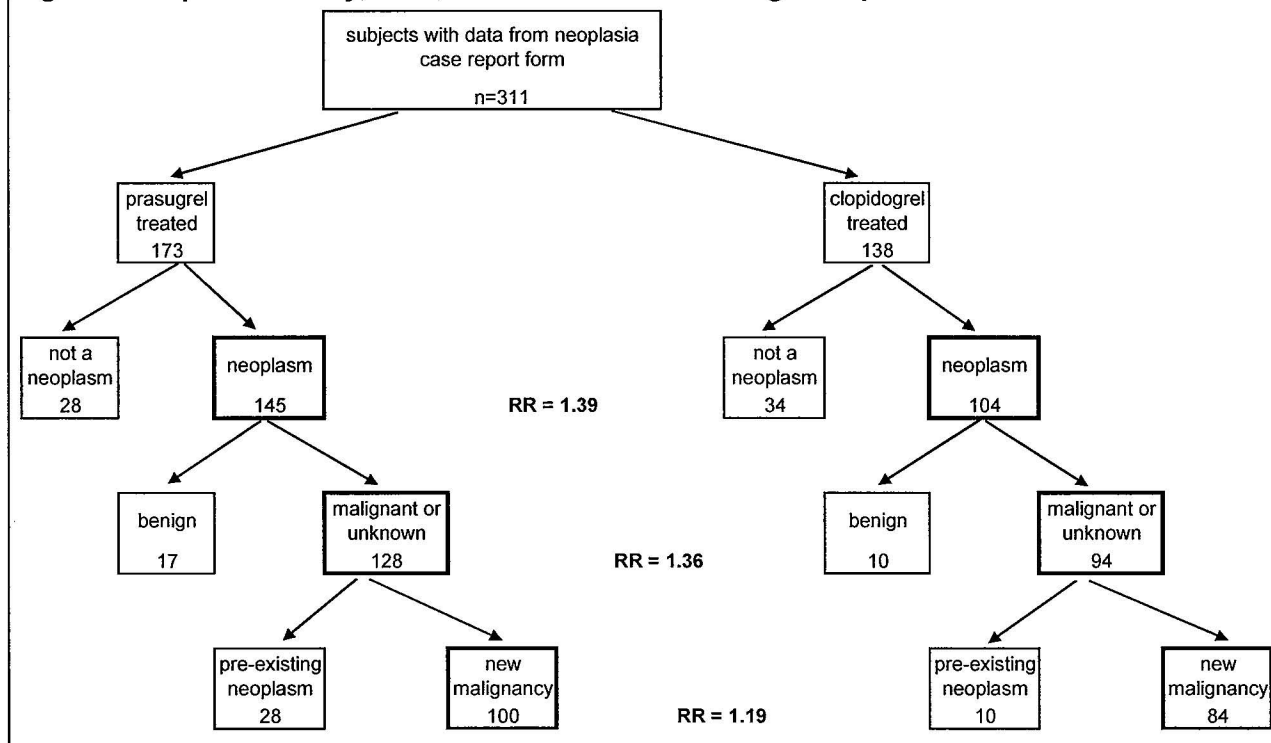 subjects with data from neoplasia
case report form
n=311
prasugrel
treated
173
clopidogrel
treated
138
not a
neoplasm
28
neoplasm
145
RR = 1.39
not a
neoplasm
34
neoplasm
104
benign
17
malignant or
unknown
128
RR = 1.36
benign
10
malignant or
unknown
94
pre-existing
neoplasm
28
new
malignancy
100
RR = 1.19
pre-existing
neoplasm
10
new
malignancy
84